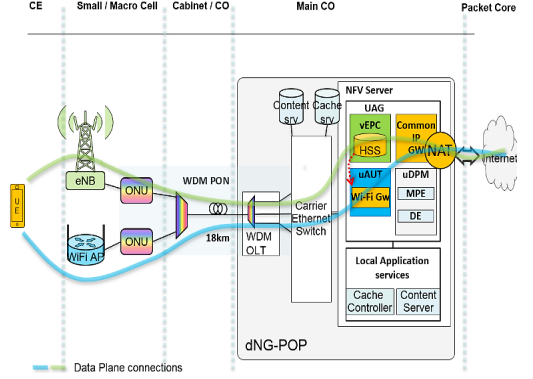 CE
Small / Macro Cell
Cabinet / CO
Main CO
Packet Core
NFV Server
Content
srv
Cache
srv
UAG
vEPC
HSS
Common
IP
GW
NAT
Internet
eNB
ONU
WDM PON
UE
uAUT
Wi-Fi Gw
uDPM
MPE
DE
Carrier
Ethernet
Switch
WiFi AP
ONU
18km
WDM
OLT
Local Application
services
Cache
Controller
Content
Server
dNG-POP
Data Plane connections